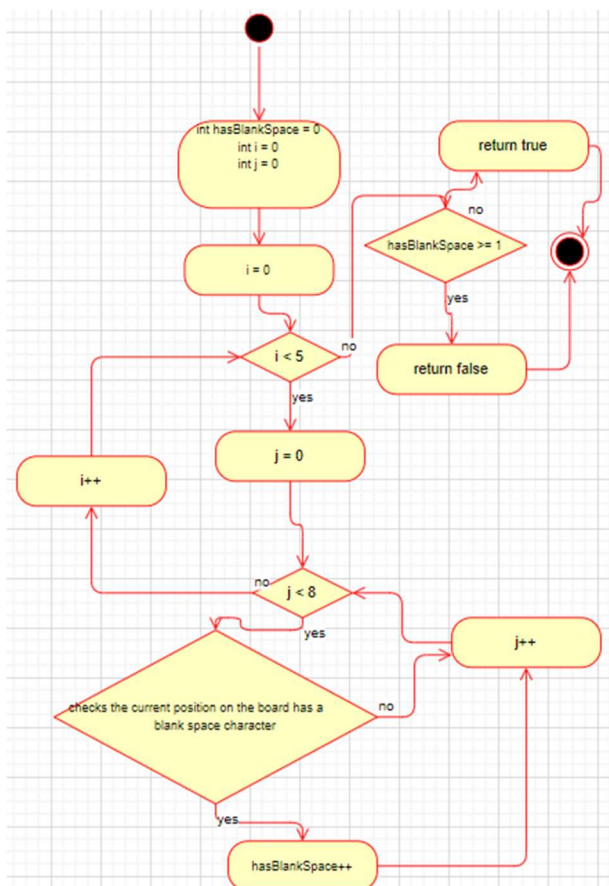 int hasBlankSpace = 0
int i = 0
int j = 0
return true
no
hasBlankSpace >= 1
i = 0
yes
i < 5
no
return false
yes
j = 0
i++
no
j < 8
yes
j++
checks the current position on the board has a
blank space character
no
yes
hasBlankSpace++